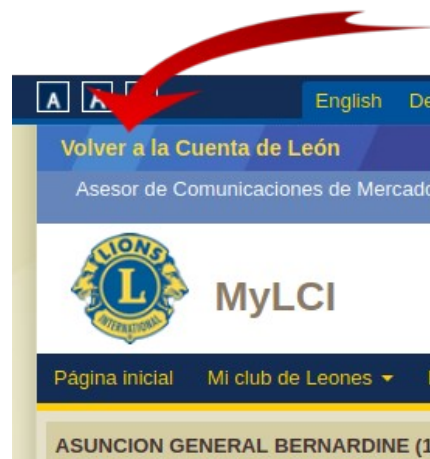 A A
English De
Volver a la Cuenta de León
Asesor de Comunicaciones de Mercado
LIONS
L
INTERNATIONAL
MyLCI
Página inicial Mi club de Leones
ASUNCION GENERAL BERNARDINE (1